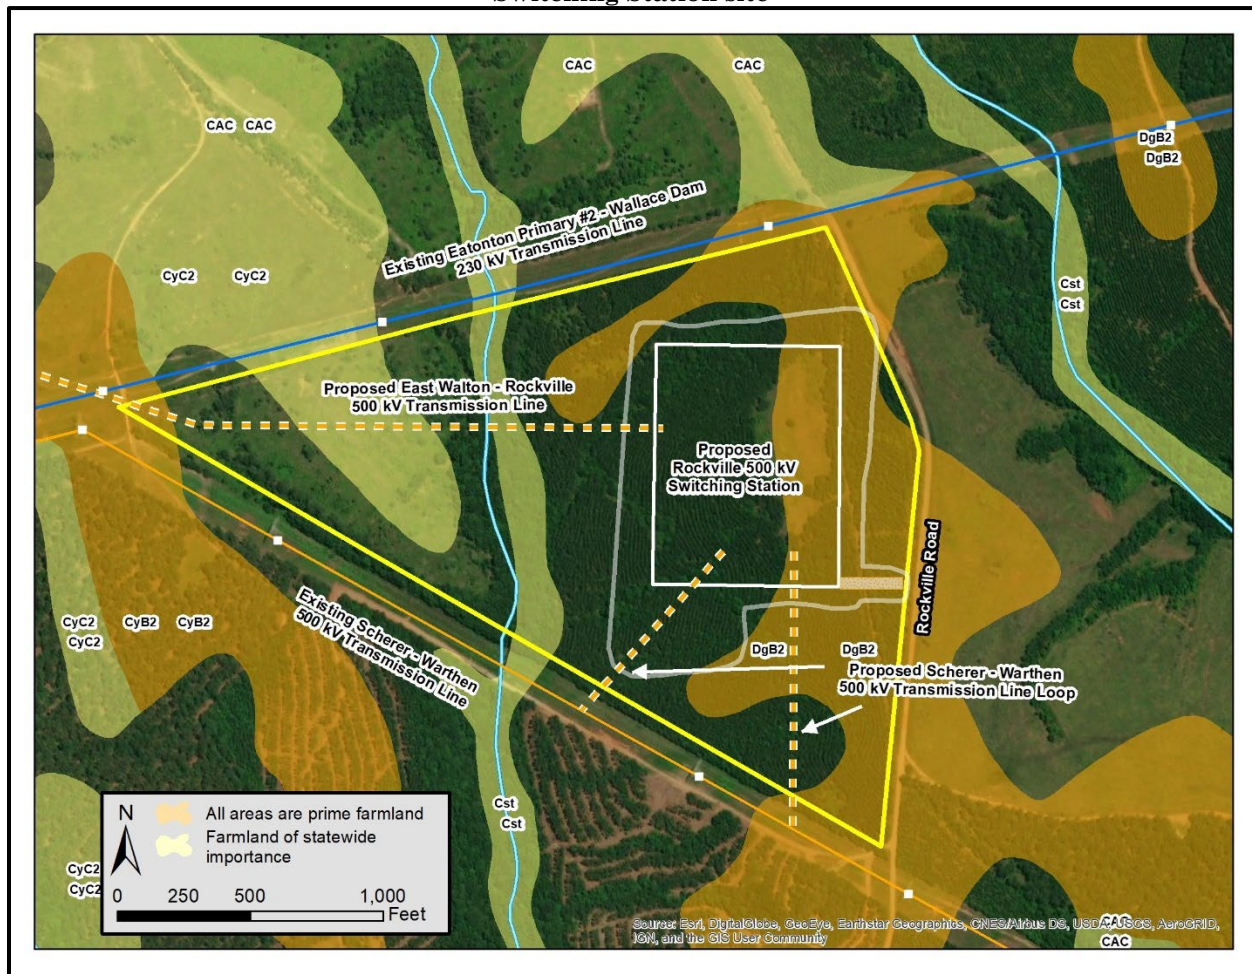 Switching Station site
CAC
CAC
CAC CAC
DgB2
DgB2
Existing Eatonton Primary #2 - Wallace Dam
230 kV Transmission Line
CyC2 CyC2
Cst
Cst
Proposed East Walton - Rockville
500 kV Transmission Line
Proposed
Rockville 500 kV
Switching Station
Rockville Road
Existing Scherer - Warthen
500 kV Transmission Line
CyC2
CyC2
CyB2 CyB2
DgB2 DgB2
Proposed Scherer - Warthen
500 kV Transmission Line Loop
Cst
Cst
CyC2
CyC2
N
All areas are prime farmland
Farmland of statewide
importance
0 250 500 1,000
Feet
Source: Esri, DigitalGlobe, GeoEye, Earthstar Geographics, CNES/Airbus DS, USDA, USGS, AeroGRID,
IGN, and the GIS User Community
CAC
CAC